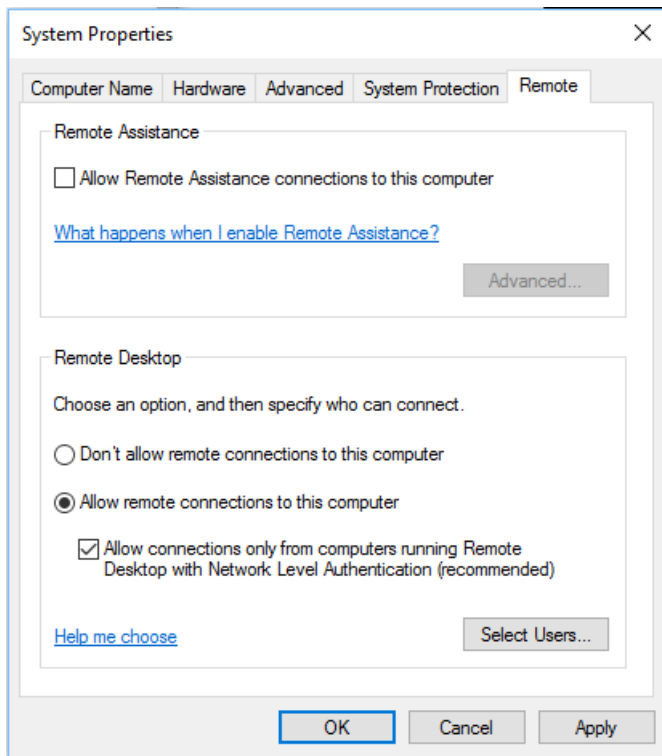 System Properties
Computer Name Hardware Advanced System Protection Remote
Remote Assistance
Allow Remote Assistance connections to this computer
What happens when I enable Remote Assistance?
Advanced...
Remote Desktop
Choose an option, and then specify who can connect.
Don't allow remote connections to this computer
Allow remote connections to this computer
Allow connections only from computers running Remote
Desktop with Network Level Authentication (recommended)
Help me choose Select Users...
OK Cancel Apply